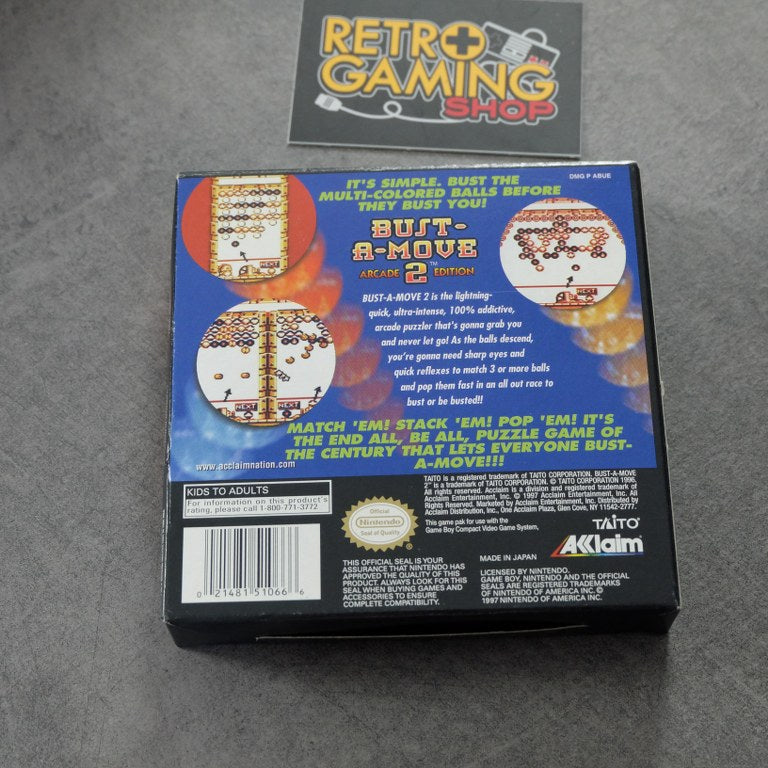 RETRO
GAMING
SHOP
DMG P ABUE
IT'S SIMPLE. BUST THE
MULTI-COLORED BALLS BEFORE
THEY BUST YOU!
BUST-
A-MOVE
ARCADE 2™ EDITION
NEXT
NEXT
NEXT
NEXT
BUST-A-MOVE 2 is the lightning-
quick, ultra-intense, 100% addictive,
arcade puzzler that's gonna grab you
and never let go! As the balls descend,
you're gonna need sharp eyes and
quick reflexes to match 3 or more balls
and pop them fast in an all out race to
bust or be busted!!
MATCH 'EM! STACK 'EM! POP 'EM! IT'S
THE END ALL, BE ALL, PUZZLE GAME OF
THE CENTURY THAT LETS EVERYONE BUST-
A-MOVE!!!
www.acclaimnation.com
KIDS TO ADULTS
For information on this product's
rating, please call 1-800-771-3772
0 21481 51066 6
Official
Nintendo
Seal of Quality
®
THIS OFFICIAL SEAL IS YOUR
ASSURANCE THAT NINTENDO HAS
APPROVED THE QUALITY OF THIS
PRODUCT. ALWAYS LOOK FOR THIS
SEAL WHEN BUYING GAMES AND
ACCESSORIES TO ENSURE
COMPLETE COMPATIBILITY.
TAITO is a registered trademark of TAITO CORPORATION. BUST-A-MOVE
2™ is a trademark of TAITO CORPORATION. © TAITO CORPORATION 1996.
All rights reserved. Acclaim is a division and registered trademark of
Acclaim Entertainment, Inc. ® © 1997 Acclaim Entertainment, Inc. All
Rights Reserved. Marketed by Acclaim Entertainment, Inc. Distributed by
Acclaim Distribution, Inc., One Acclaim Plaza, Glen Cove, NY 11542-2777.
This game pak for use with the
Game Boy Compact Video Game System,
TAITO
AKklaim
MADE IN JAPAN
LICENSED BY NINTENDO.
GAME BOY, NINTENDO AND THE OFFICIAL
SEALS ARE REGISTERED TRADEMARKS
OF NINTENDO OF AMERICA INC. ©
1997 NINTENDO OF AMERICA INC.